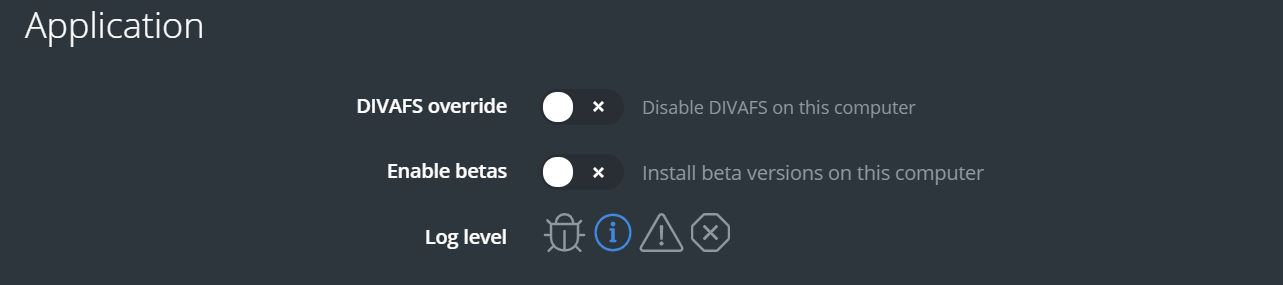 Application
DIVAFS override Disable DIVAFS on this computer
Enable betas Install beta versions on this computer
Log level